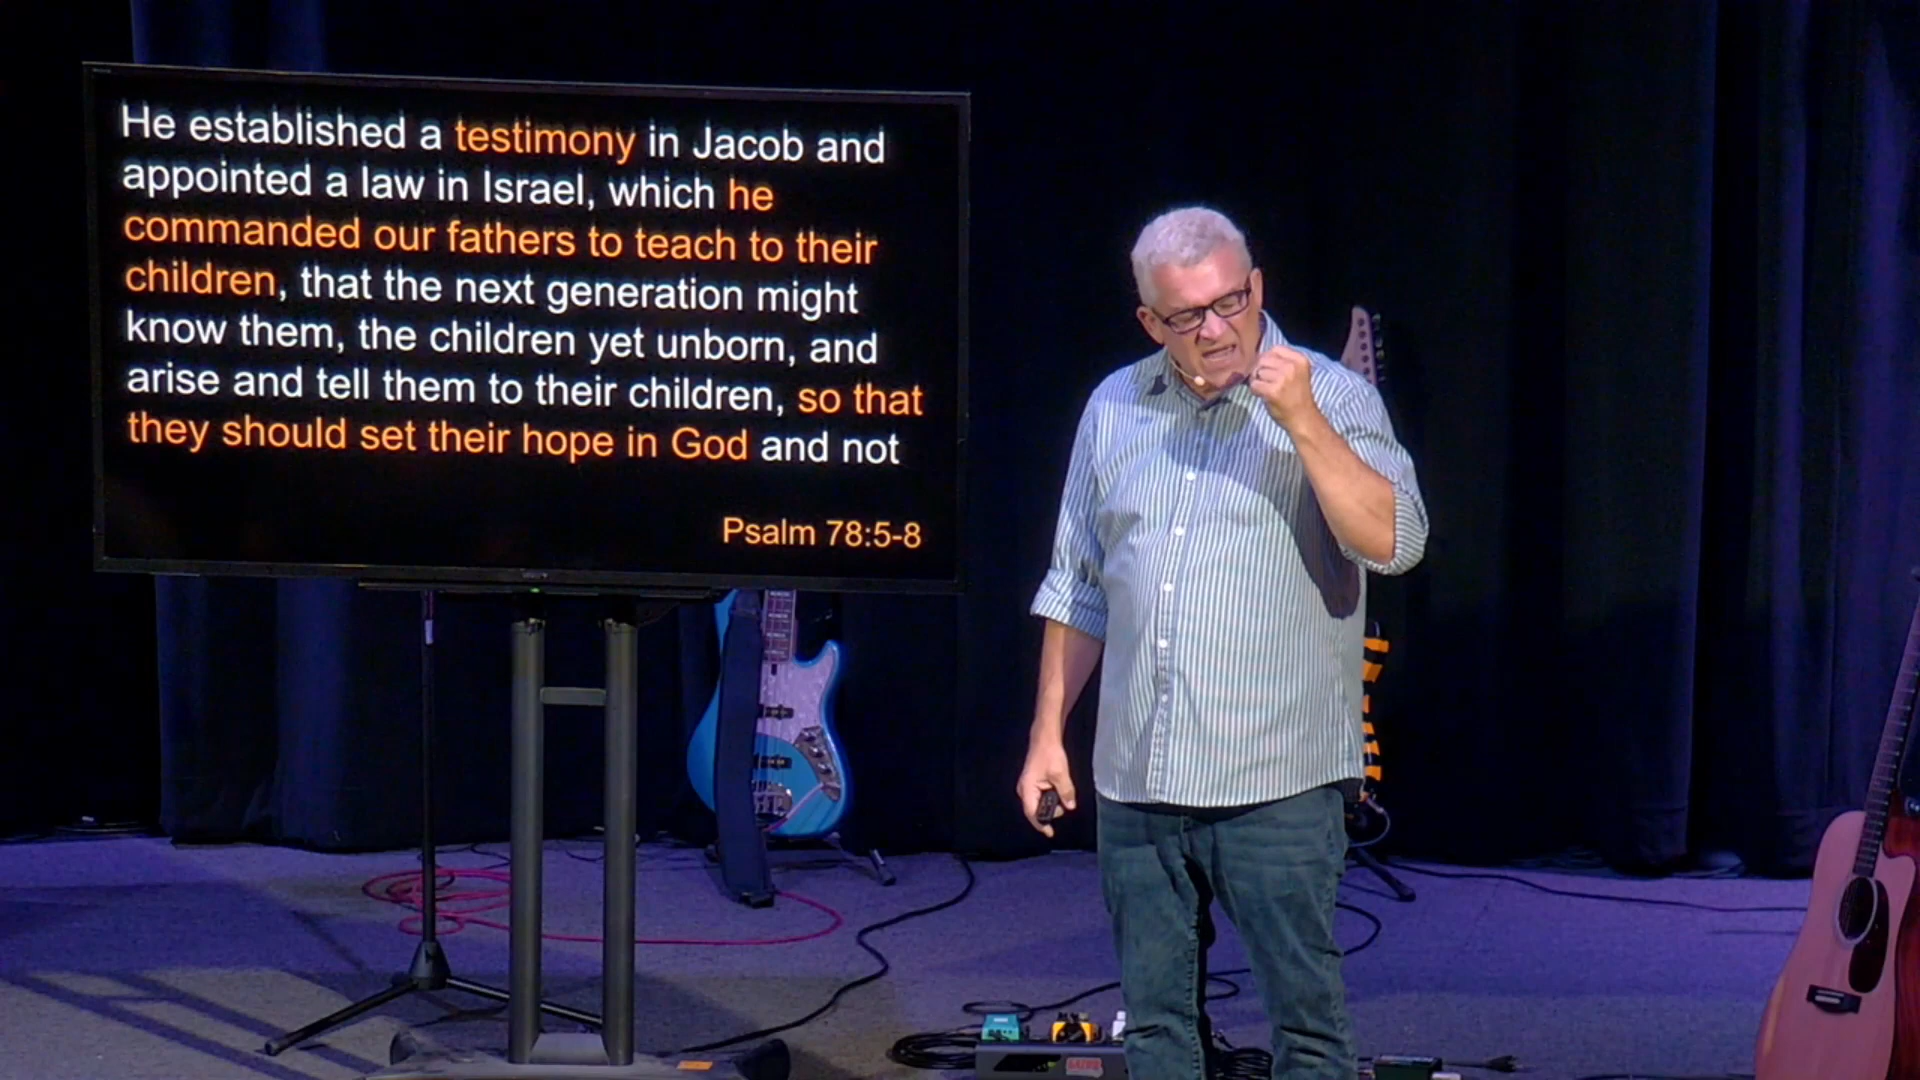 He established a testimony in Jacob and
appointed a law in Israel, which he
commanded our fathers to teach to their
children, that the next generation might
know them, the children yet unborn, and
arise and tell them to their children, so that
they should set their hope in God and not
Psalm 78:5-8